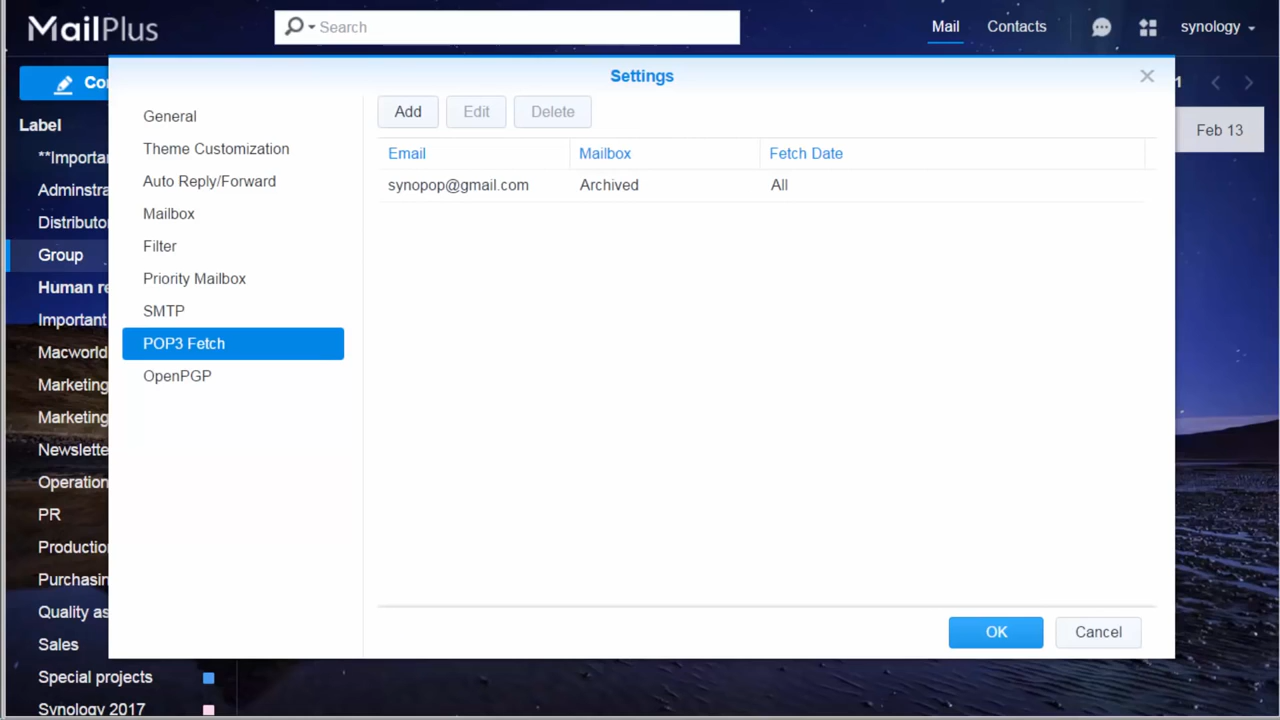 MailPlus
Search
Mail
Contacts
synology
Settings
Label
**Importan
Adminstra
Distributo
Group
Human re
Important
Macworld
Marketing
Marketing
Newslette
Operation
PR
Production
Purchasin
Quality as
Sales
Special projects
Synology 2017
General
Theme Customization
Auto Reply/Forward
Mailbox
Filter
Priority Mailbox
SMTP
POP3 Fetch
OpenPGP
Add Edit Delete
Email Mailbox Fetch Date
synopop@gmail.com Archived All
OK Cancel
1
Feb 13